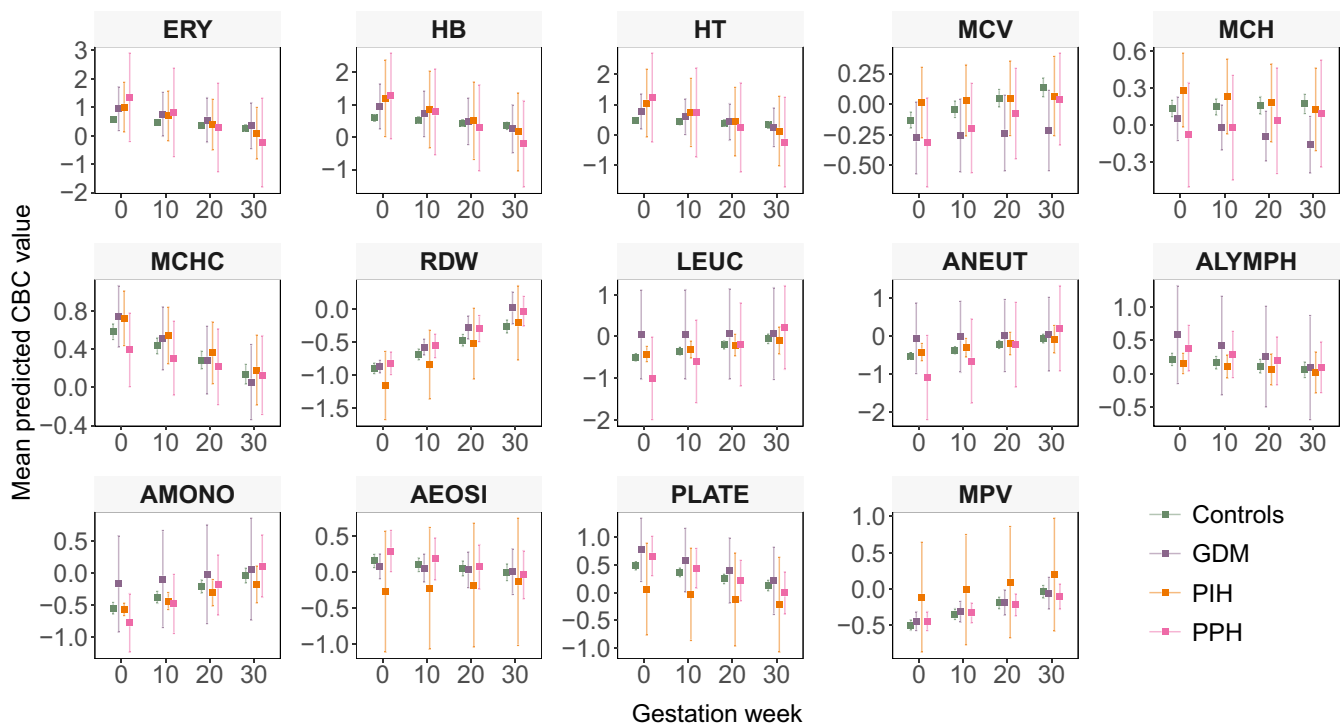 ERY
3
2
1
0
1
−2
0 10 20 30
HB
2
1
0
1
0 10 20 30
HT
2
1
0
1
0 10 20 30
MCV
0.25
0.00
−0.25
−0.50
0 10 20 30
MCH
0.6
0.3
0.0
−0.3
0 10 20 30
Mean predicted CBC value
MCHC
0.8
0.4
0.0
−0.4
0 10 20 30
RDW
0.0
−0.5
−1.0
−1.5
0 10 20 30
LEUC
1
0
−1
−2
0 10 20 30
ANEUT
1
0
−1
−2
0 10 20 30
ALYMPH
1.0
0.5
0.0
−0.5
0 10 20 30
AMONO
0.5
0.0
−0.5
−1.0
0 10 20 30
AEOSI
0.5
0.0
−0.5
−1.0
0 10 20 30
PLATE
1.0
0.5
0.0
0.5
1.0
0 10 20 30
MPV
1.0
0.5
0.0
−0.5
0 10 20 30
Controls
GDM
PIH
PPH
Gestation week